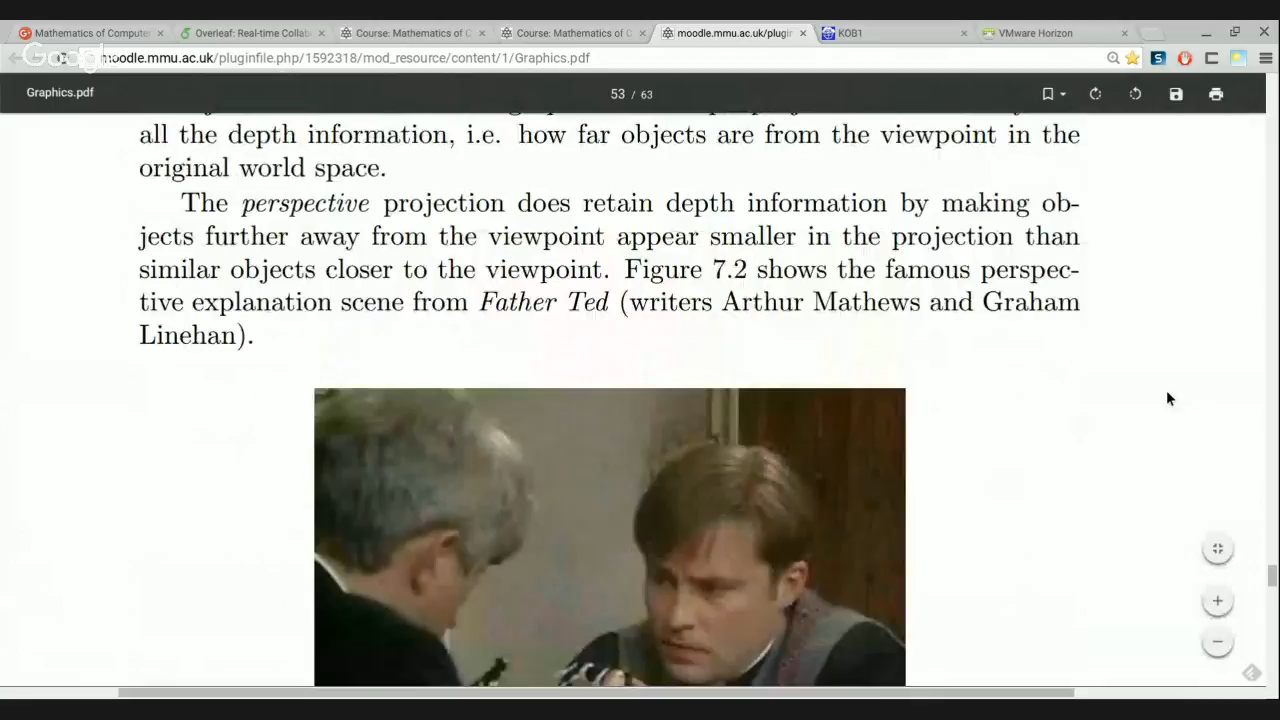 Mathematics of Computer
Overleaf: Real-time Collab
Course: Mathematics of C
Course: Mathematics of C
moodle.mmu.ac.uk/plugin
KOB1
VMware Horizon
Google
moodle.mmu.ac.uk/pluginfile.php/1592318/mod_resource/content/1/Graphics.pdf
Graphics.pdf
53 / 63
all the depth information, i.e. how far objects are from the viewpoint in the
original world space.
The perspective projection does retain depth information by making ob-
jects further away from the viewpoint appear smaller in the projection than
similar objects closer to the viewpoint. Figure 7.2 shows the famous perspec-
tive explanation scene from Father Ted (writers Arthur Mathews and Graham
Linehan).